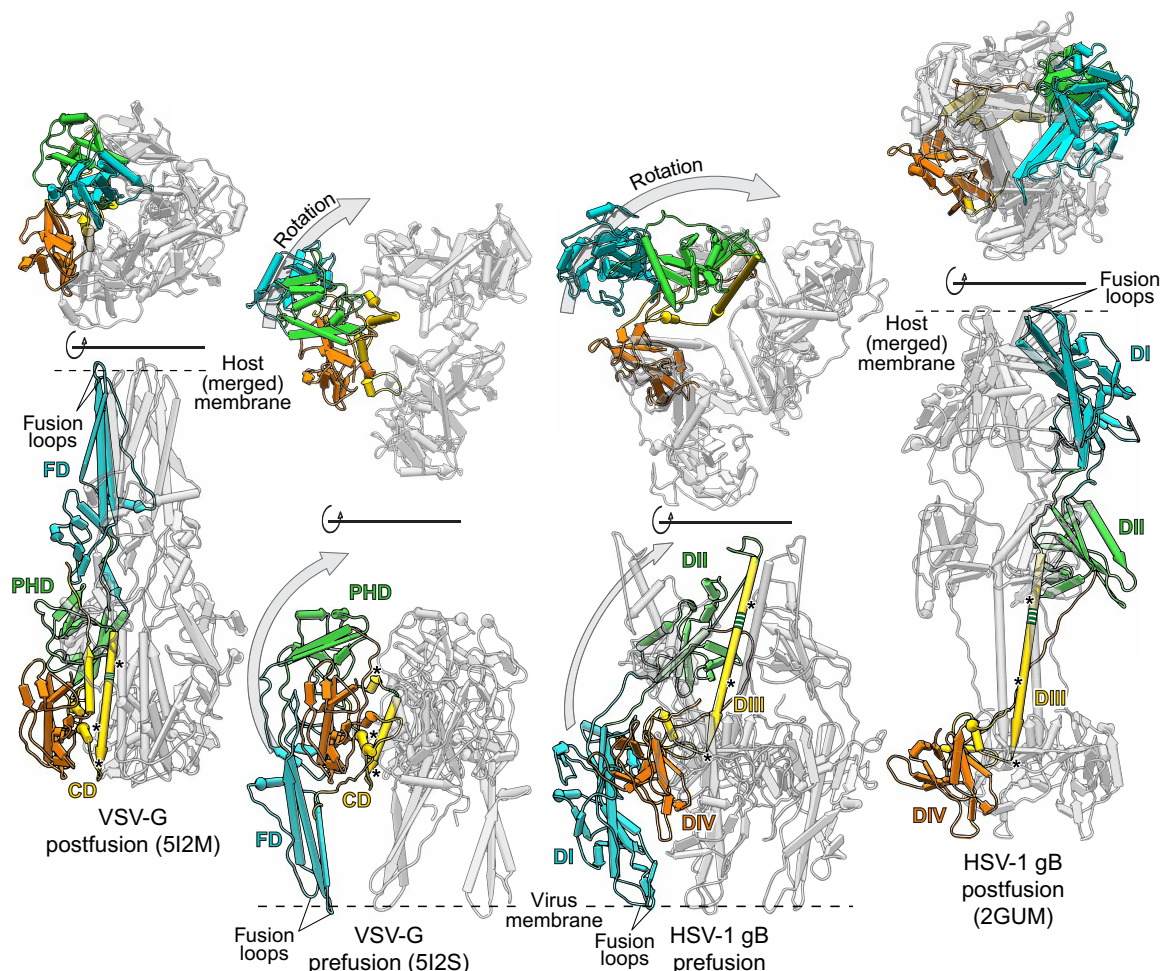 Rotation
Rotation
Host
(merged)
membrane
Fusion
loops
FD
PHD
*
*
*
CD
VSV-G
postfusion (5I2M)
PHD
*
*
*
CD
FD
Fusion
loops
VSV-G
prefusion (5I2S)
Virus
membrane
DII
*
*
DIII
*
DIV
DI
Fusion
loops
HSV-1 gB
prefusion
Fusion
loops
Host
(merged)
membrane
DI
DII
*
*
DIII
*
DIV
HSV-1 gB
postfusion
(2GUM)